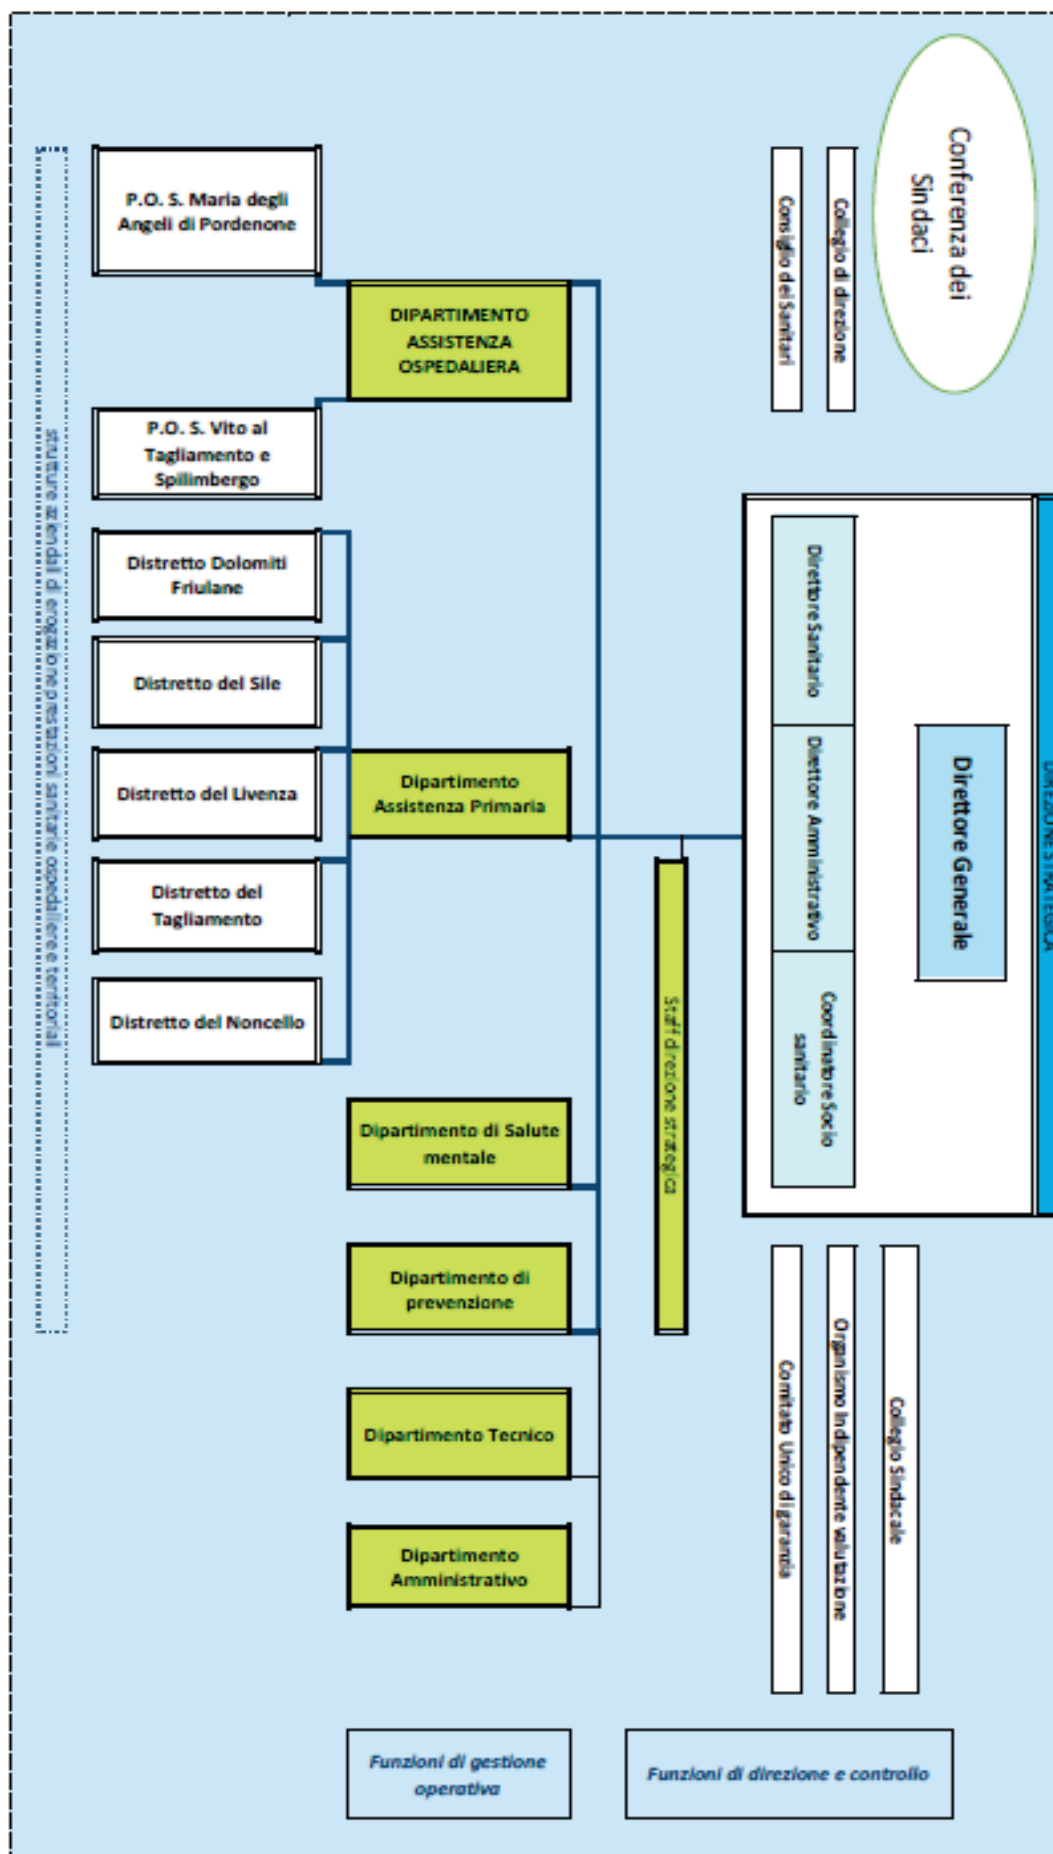 Conferenza dei
Sindaci
Collegio di direzione
Consiglio dei Sanitari
DIREZIONE STRATEGICA
Direttore Generale
Direttore Sanitario
Direttore Amministrativo
Coordinatore Socio
sanitario
Collegio Sindacale
Organismo Indipendente valutazione
Comitato Unico di garanzia
Funzioni di direzione e controllo
Staff direzione strategica
DIPARTIMENTO
ASSISTENZA
OSPEDALIERA
Dipartimento
Assistenza Primaria
Dipartimento di Salute
mentale
Dipartimento di
prevenzione
Dipartimento Tecnico
Dipartimento
Amministrativo
Funzioni di gestione
operativa
P.O. S. Maria degli
Angeli di Pordenone
P.O. S. Vito al
Tagliamento e
Spilimbergo
Distretto Dolomiti
Friulane
Distretto del Sile
Distretto del Livenza
Distretto del
Tagliamento
Distretto del Noncello
strutture aziendali di erogazione prestazioni sanitarie ospedaliere e territoriali